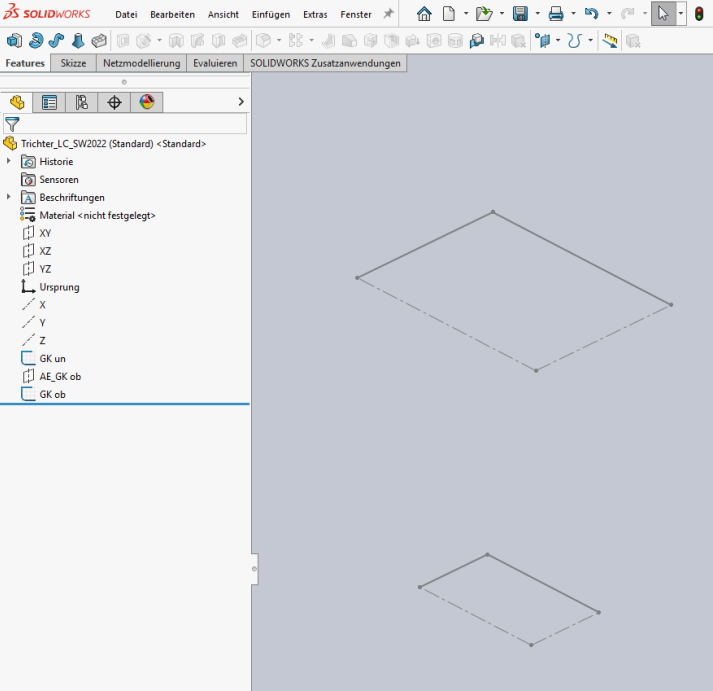 SOLIDWORKS Datei Bearbeiten Ansicht Einfügen Extras Fenster
Features Skizze Netzmodellierung Evaluieren SOLIDWORKS Zusatzanwendungen
Trichter_LC_SW2022 (Standard) <Standard>
Historie
Sensoren
Beschriftungen
Material <nicht festgelegt>
XY
XZ
YZ
Ursprung
X
Y
Z
GK un
AE_GK ob
GK ob